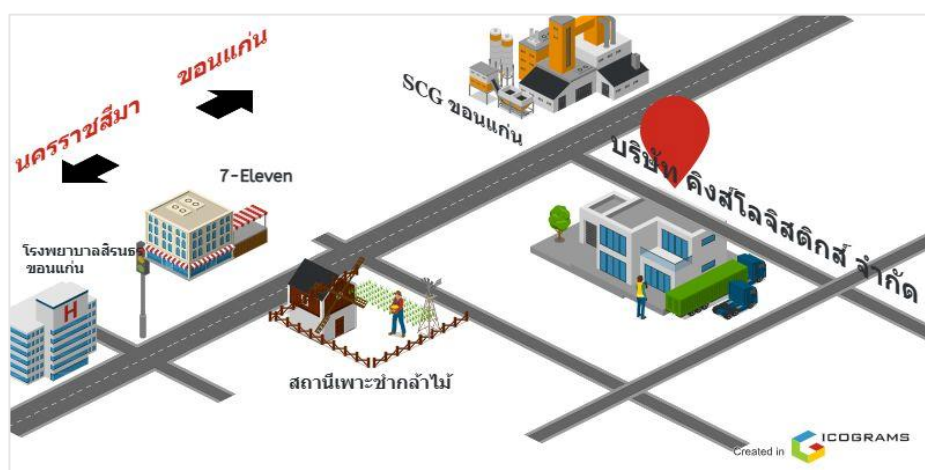 ขอนแก่น
นครราชสีมา
SCG ขอนแก่น
บริษัท คิงส์โลจิสติกส์ จำกัด
7-Eleven
โรงพยาบาลสิรินธร
ขอนแก่น
H
สถานีเพาะชำกล้าไม้
Created in ICOGRAMS